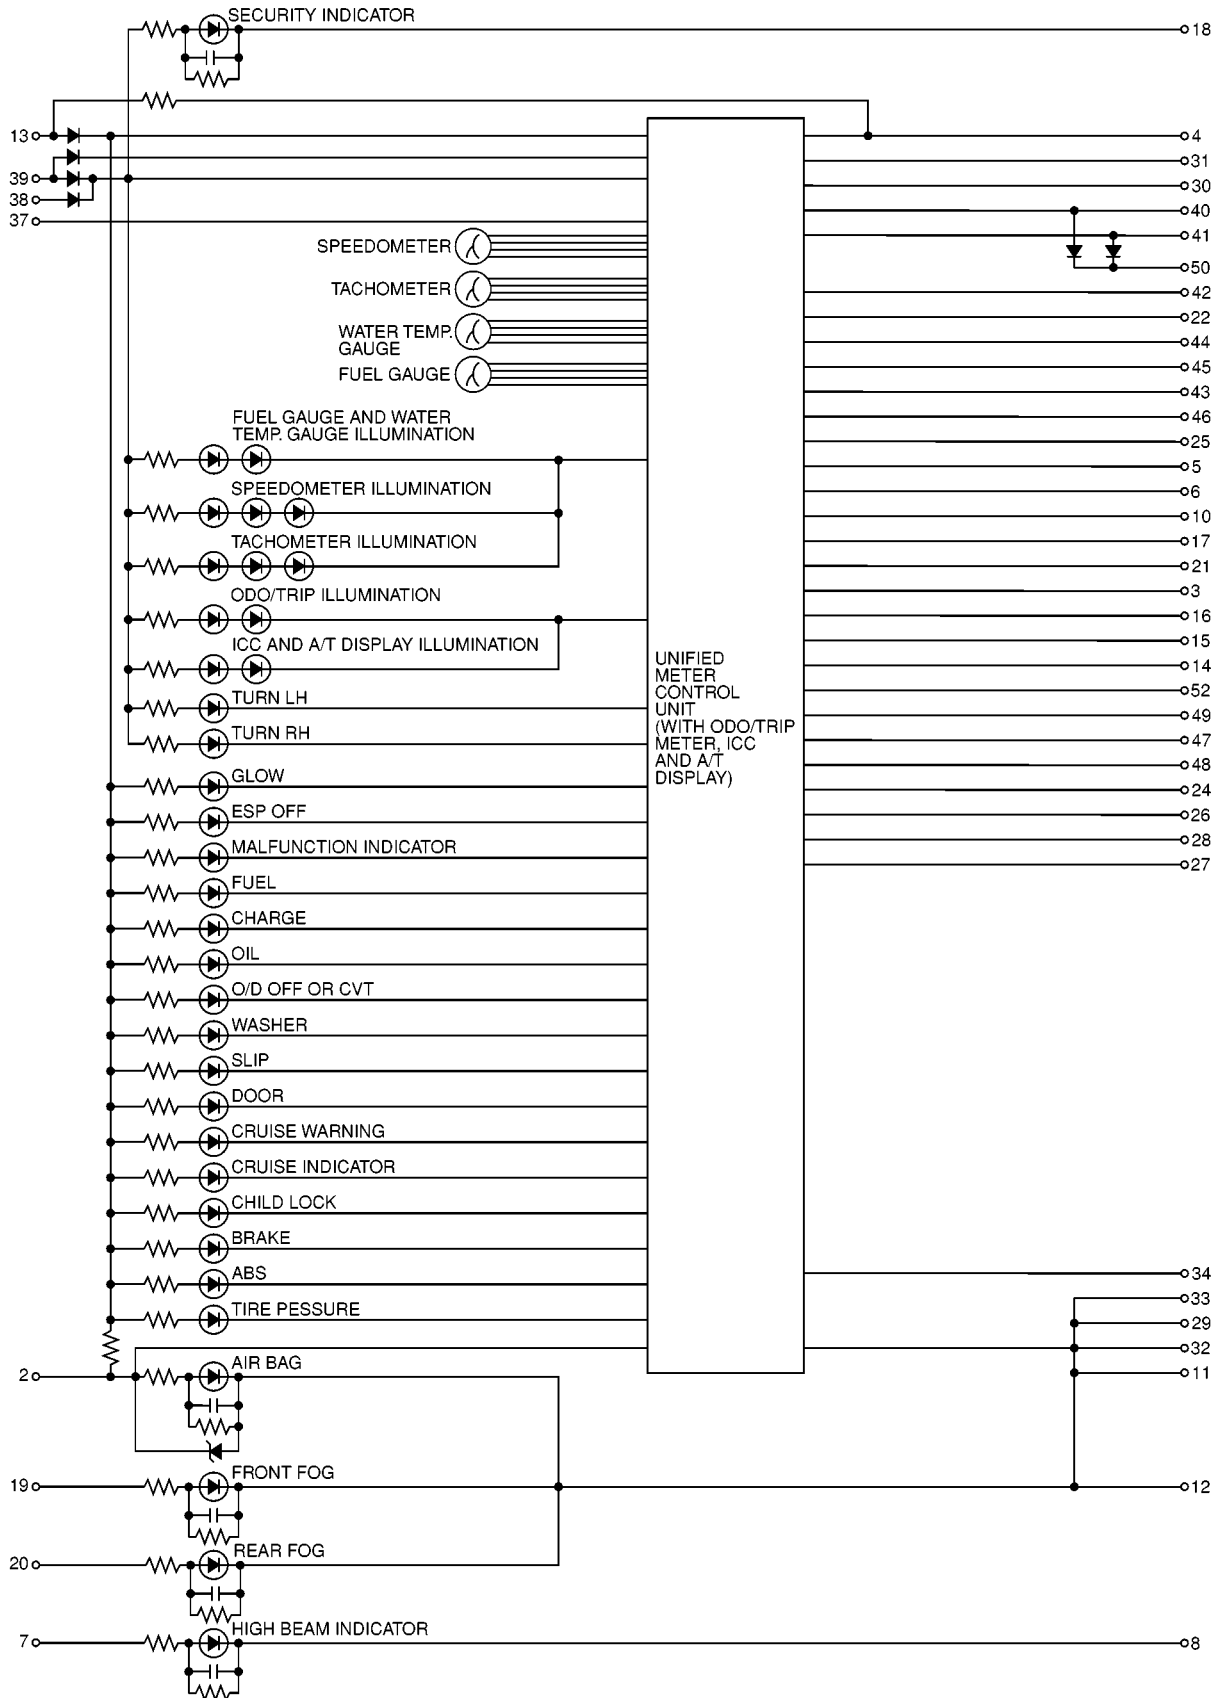 SECURITY INDICATOR
18
13
4
31
39
30
38
40
37
41
SPEEDOMETER
50
TACHOMETER
42
22
WATER TEMP.
GAUGE
44
FUEL GAUGE
45
43
FUEL GAUGE AND WATER
TEMP. GAUGE ILLUMINATION
46
25
5
SPEEDOMETER ILLUMINATION
6
10
TACHOMETER ILLUMINATION
17
21
ODO/TRIP ILLUMINATION
3
16
ICC AND A/T DISPLAY ILLUMINATION
15
UNIFIED
METER
CONTROL
UNIT
(WITH ODO/TRIP
METER, ICC
AND A/T
DISPLAY)
14
TURN LH
52
49
TURN RH
47
48
GLOW
24
ESP OFF
26
MALFUNCTION INDICATOR
28
27
FUEL
CHARGE
OIL
O/D OFF OR CVT
WASHER
SLIP
DOOR
CRUISE WARNING
CRUISE INDICATOR
CHILD LOCK
BRAKE
ABS
34
TIRE PESSURE
33
29
32
2
AIR BAG
11
19
FRONT FOG
12
20
REAR FOG
7
HIGH BEAM INDICATOR
8